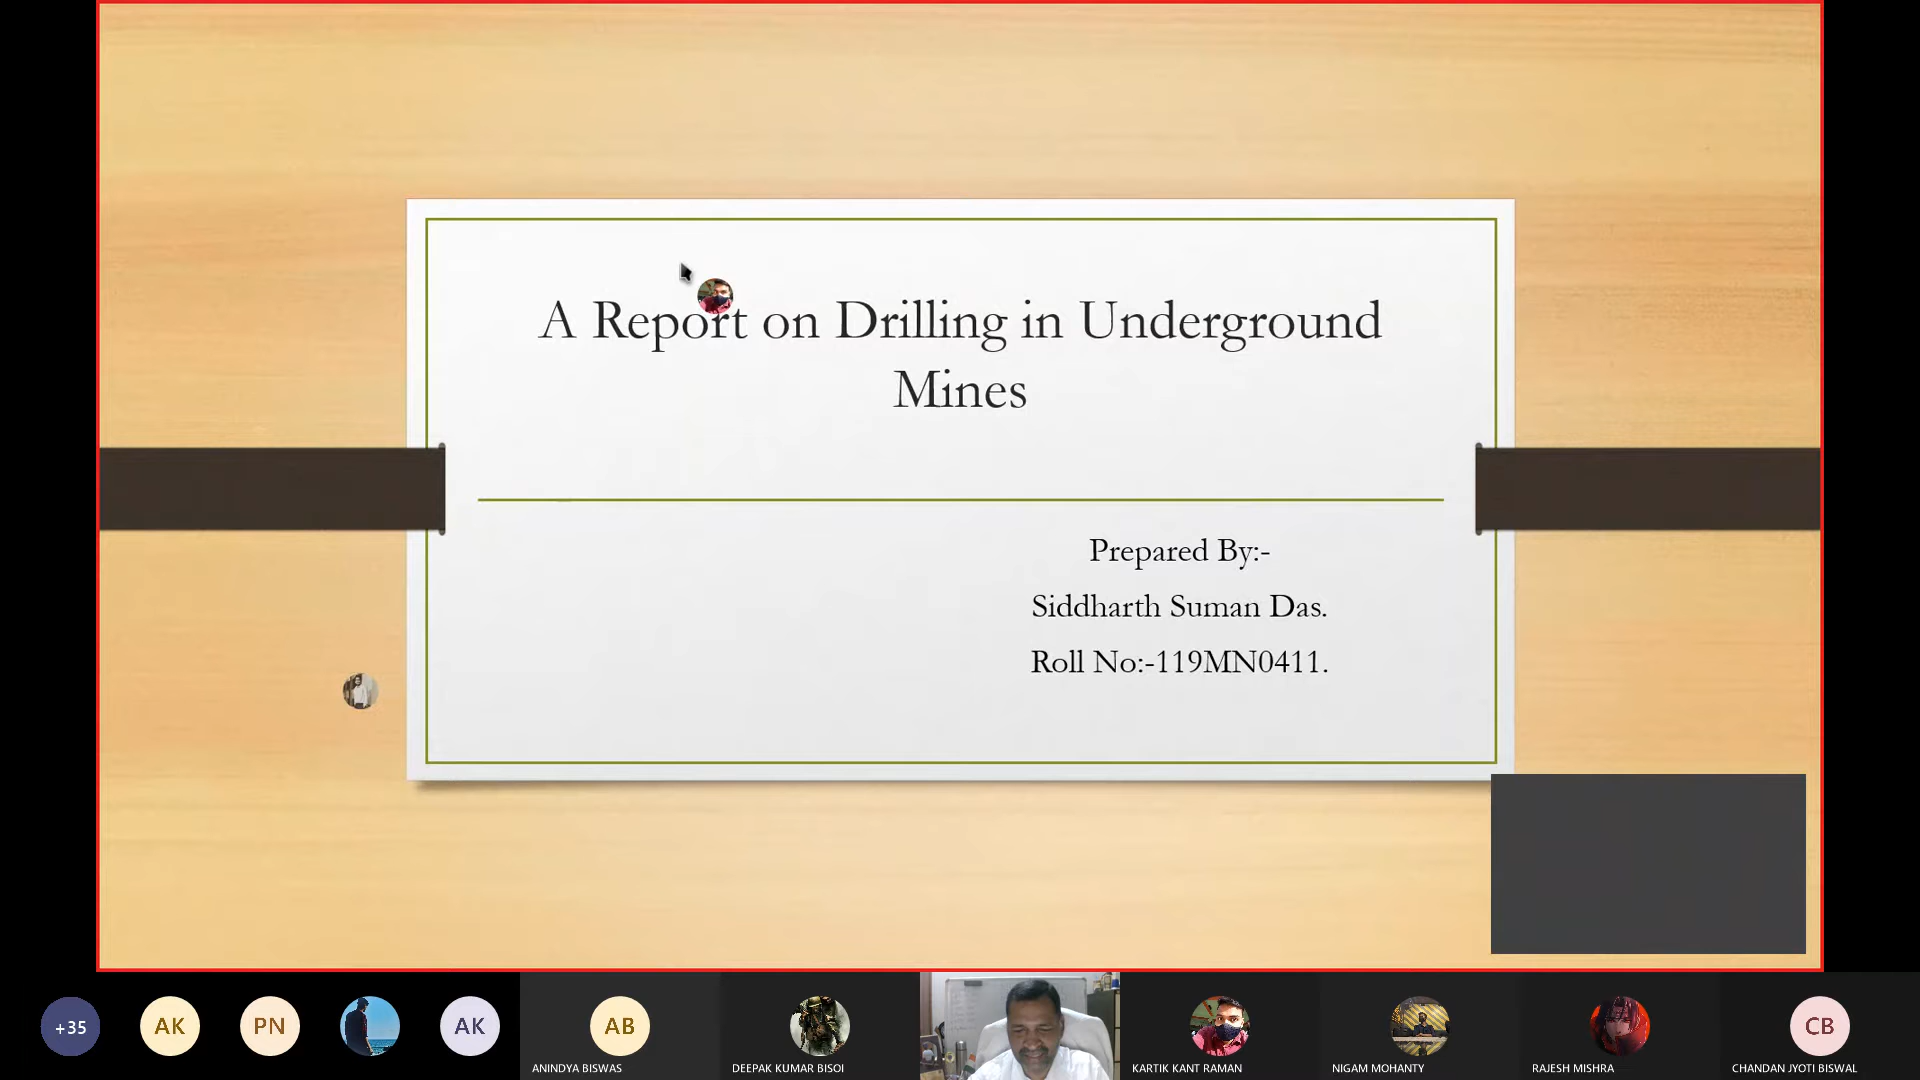 A Report on Drilling in Underground
Mines
Prepared By:-
Siddharth Suman Das.
Roll No:-119MN0411.
+35
AK
PN
AK
AB
CB
ANINDYA BISWAS
DEEPAK KUMAR BISOI
KARTIK KANT RAMAN
NIGAM MOHANTY
RAJESH MISHRA
CHANDAN JYOTI BISWAL